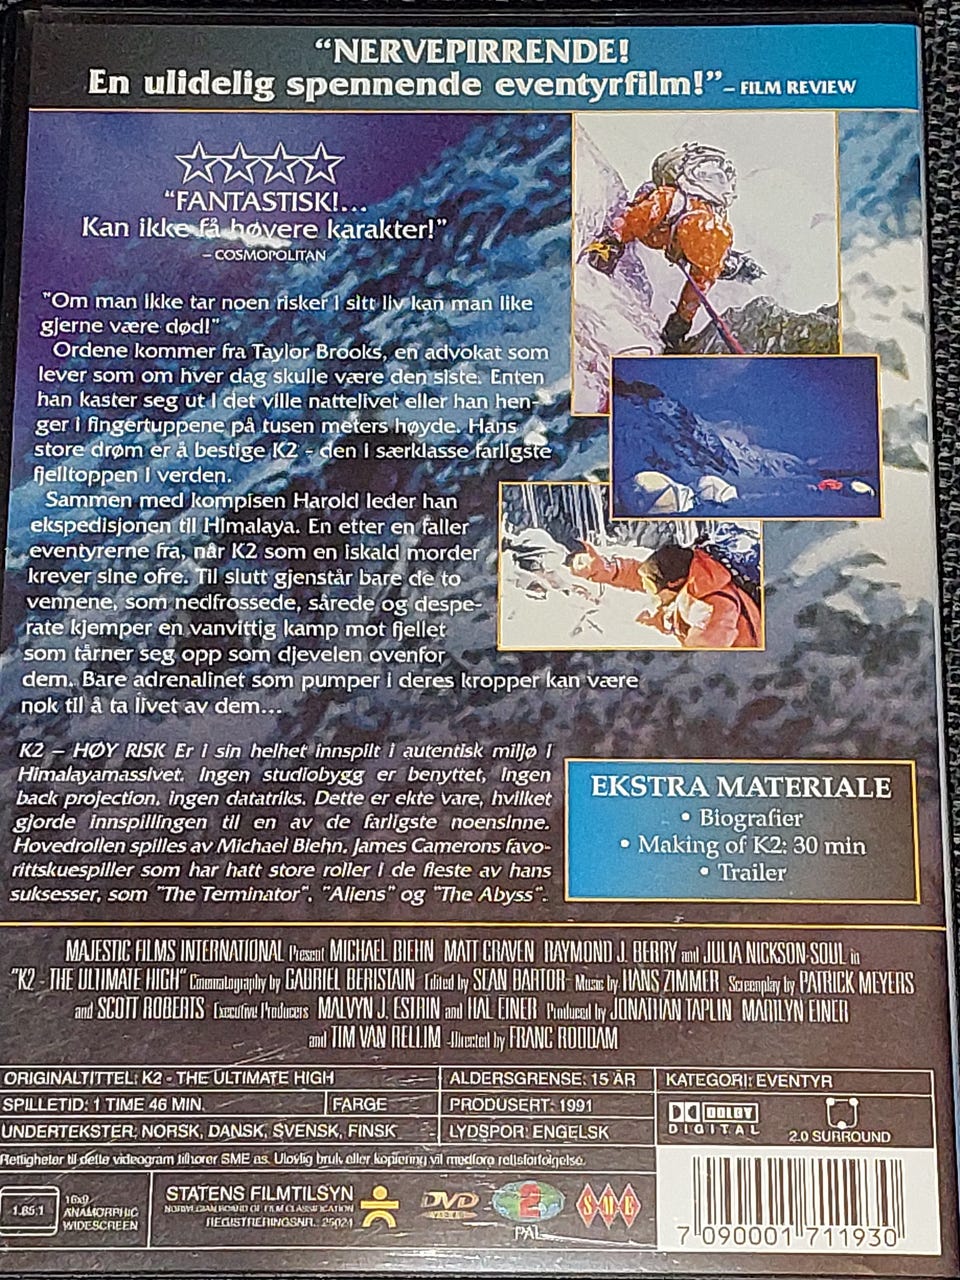 “NERVEPIRRENDE!
En ulidelig spennende eventyrfilm!” – FILM REVIEW
“FANTASTISK!...
Kan ikke få høyere karakter!”
– COSMOPOLITAN
"Om man ikke tar noen risker i sitt liv kan man like
gjerne være død!"
Ordene kommer fra Taylor Brooks, en advokat som
lever som om hver dag skulle være den siste. Enten
han kaster seg ut i det ville nattelivet eller han hen-
ger i fingertuppene på tusen meters høyde. Hans
store drøm er å bestige K2 - den i særklasse farligste
fjelltoppen i verden.
Sammen med kompisen Harold leder han
ekspedisjonen til Himalaya. En etter en faller
eventyrerne fra, når K2 som en iskald morder
krever sine ofre. Til slutt gjenstår bare de to
vennene, som nedfrossede, sårede og despe-
rate kjemper en vanvittig kamp mot fjellet
som tårner seg opp som djevelen ovenfor
dem. Bare adrenalinet som pumper i deres kropper kan være
nok til å ta livet av dem...
K2 – HØY RISK Er i sin helhet innspilt i autentisk miljø i
Himalayamassivet. Ingen studiobygg er benyttet, ingen
back projection, ingen datatriks. Dette er ekte vare, hvilket
gjorde innspillingen til en av de farligste noensinne.
Hovedrollen spilles av Michael Biehn, James Camerons favo-
rittskuespiller som har hatt store roller i de fleste av hans
suksesser, som "The Terminator", "Aliens" og "The Abyss".
EKSTRA MATERIALE
• Biografier
• Making of K2: 30 min
• Trailer
MAJESTIC FILMS INTERNATIONAL Present MICHAEL BIEHN MATT CRAVEN RAYMOND J. BERRY and JULIA NICKSON-SOUL in
"K2 - THE ULTIMATE HIGH" Cinematography by GABRIEL BERISTAIN Edited by SEAN BARTOR Music by HANS ZIMMER Screenplay by PATRICK MEYERS
and SCOTT ROBERTS Executive Producers MALVYN J. ESTRIN and HAL EINER Produced by JONATHAN TAPLIN MARILYN EINER
and TIM VAN RELLIM Directed by FRANC RODDAM
ORIGINALTITTEL: K2 - THE ULTIMATE HIGH
ALDERSGRENSE: 15 ÅR
KATEGORI: EVENTYR
SPILLETID: 1 TIME 46 MIN.
FARGE
PRODUSERT: 1991
UNDERTEKSTER: NORSK, DANSK, SVENSK, FINSK
LYDSPOR: ENGELSK
DOLBY
DIGITAL
2.0 SURROUND
Rettigheter til dette videogram tilhører SME as. Ulovlig bruk eller kopiering vil medføre rettsforfølgelse.
1.85:1
16x9
ANAMORPHIC
WIDESCREEN
STATENS FILMTILSYN
NORWEGIAN BOARD OF FILM CLASSIFICATION
REGISTRERINGSNR. 25024
DVD
VIDEO
2
PAL
SME
7 090001 711930